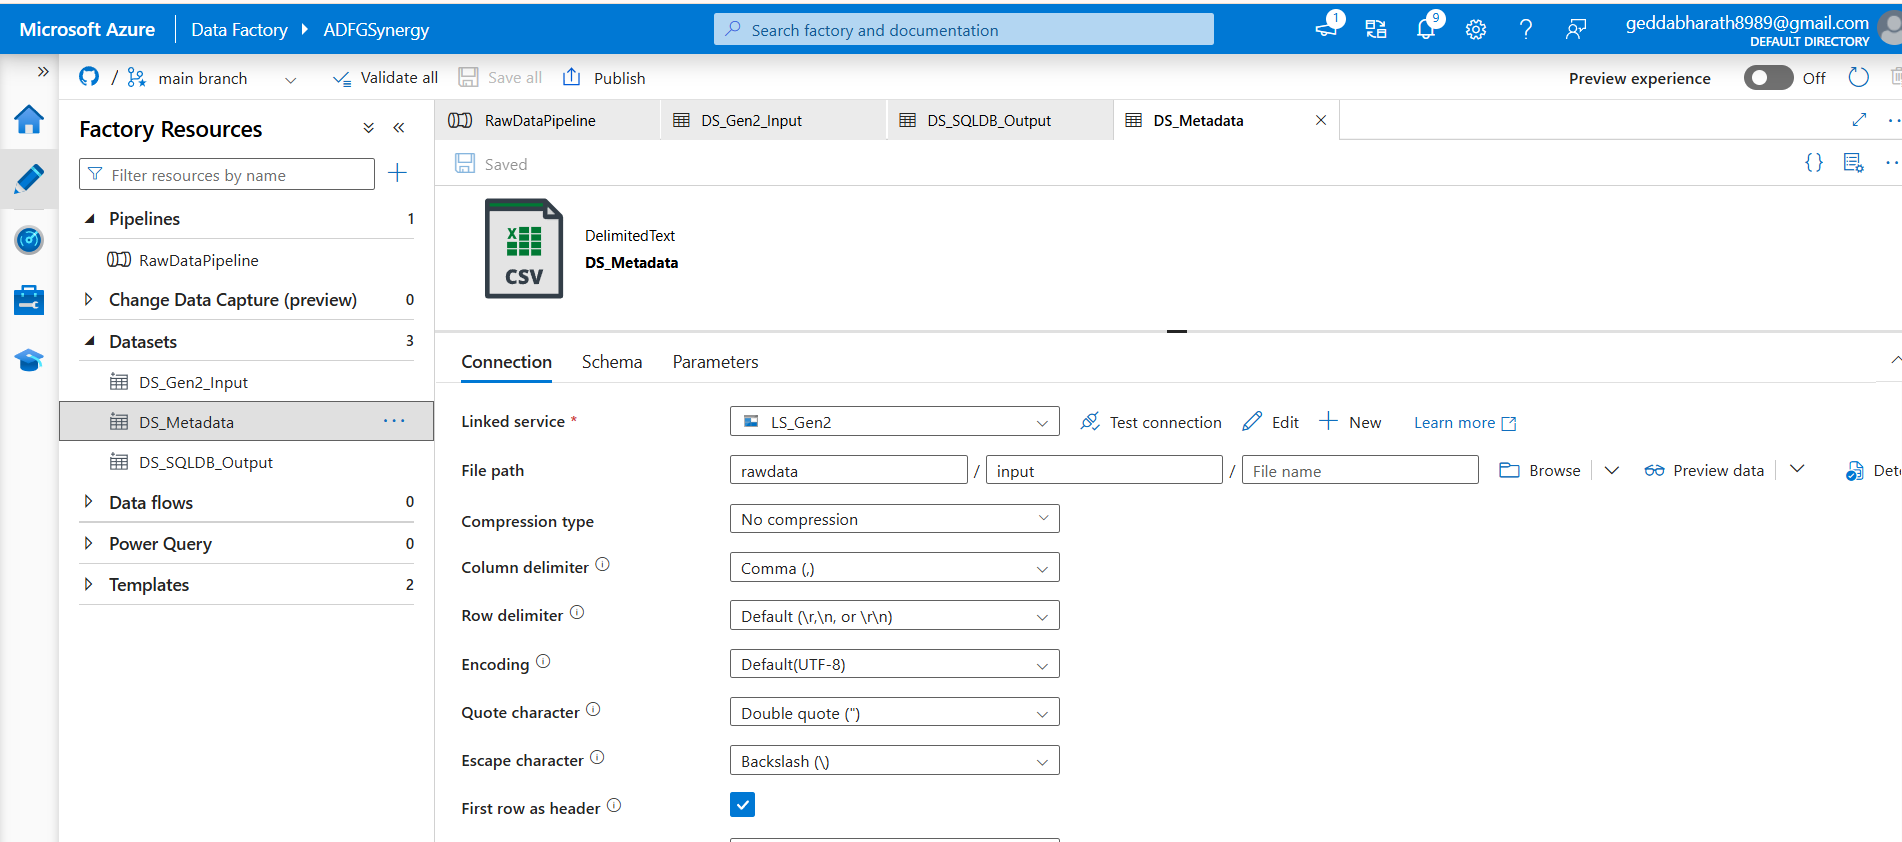 Microsoft Azure
Data Factory
ADFGSynergy
Search factory and documentation
1
9
geddabharath8989@gmail.com
DEFAULT DIRECTORY
/
main branch
Validate all
Save all
Publish
Preview experience
Off
Factory Resources
Filter resources by name
Pipelines 1
RawDataPipeline
Change Data Capture (preview) 0
Datasets 3
DS_Gen2_Input
DS_Metadata
DS_SQLDB_Output
Data flows 0
Power Query 0
Templates 2
RawDataPipeline
DS_Gen2_Input
DS_SQLDB_Output
DS_Metadata
Saved
{}
X
CSV
DelimitedText
DS_Metadata
Connection Schema Parameters
Linked service * LS_Gen2 Test connection Edit New Learn more
File path rawdata / input / File name Browse Preview data Dete
Compression type No compression
Column delimiter Comma (,)
Row delimiter Default (\r,\n, or \r\n)
Encoding Default(UTF-8)
Quote character Double quote (")
Escape character Backslash (\)
First row as header